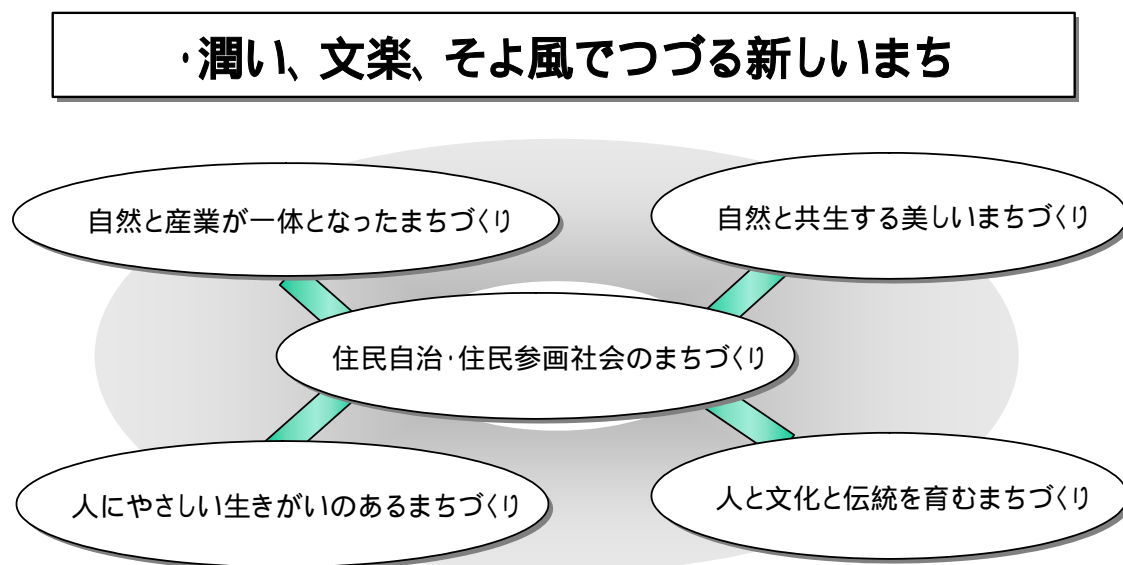 ･潤い、文楽、そよ風でつづる新しいまち
自然と産業が一体となったまちづくり
自然と共生する美しいまちづくり
住民自治･住民参画社会のまちづくり
人にやさしい生きがいのあるまちづくり
人と文化と伝統を育むまちづくり